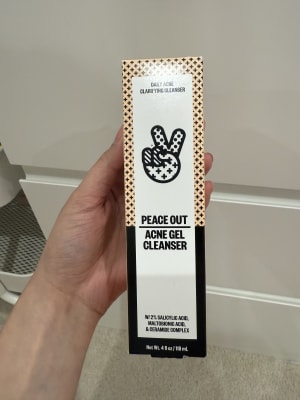 DAILY ACNE
CLARIFYING CLEANSER
PEACE OUT
ACNE GEL
CLEANSER
W/ 2% SALICYLIC ACID,
MALTOBIONIC ACID,
& CERAMIDE COMPLEX
Net Wt. 4 fl oz / 118 mL